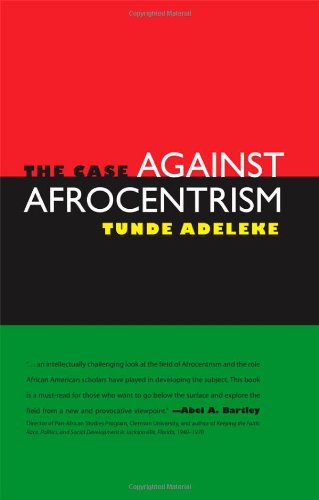 THE CASE AGAINST
AFROCENTRISM
TUNDE ADELEKE
". . . an intellectually challenging look at the field of Afrocentrism and the role
African American scholars have played in developing the subject. This book
is a must-read for those who want to go below the surface and explore the
field from a new and provocative viewpoint." —Abel A. Bartley
Director of Pan-African Studies Program, Clemson University, and author of Keeping the Faith:
Race, Politics, and Social Development in Jacksonville, Florida, 1940–1970